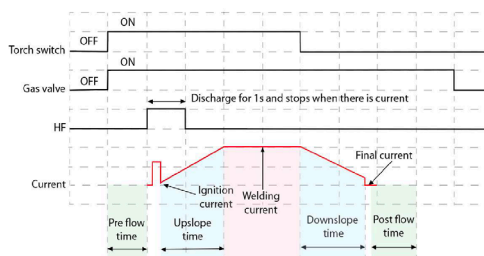 ON
Torch switch
OFF
ON
Gas valve
OFF
Discharge for 1s and stops when there is current
HF
Final current
Current
Ignition
current
Welding
current
Pre flow
time
Upslope
time
Downslope
time
Post flow
time